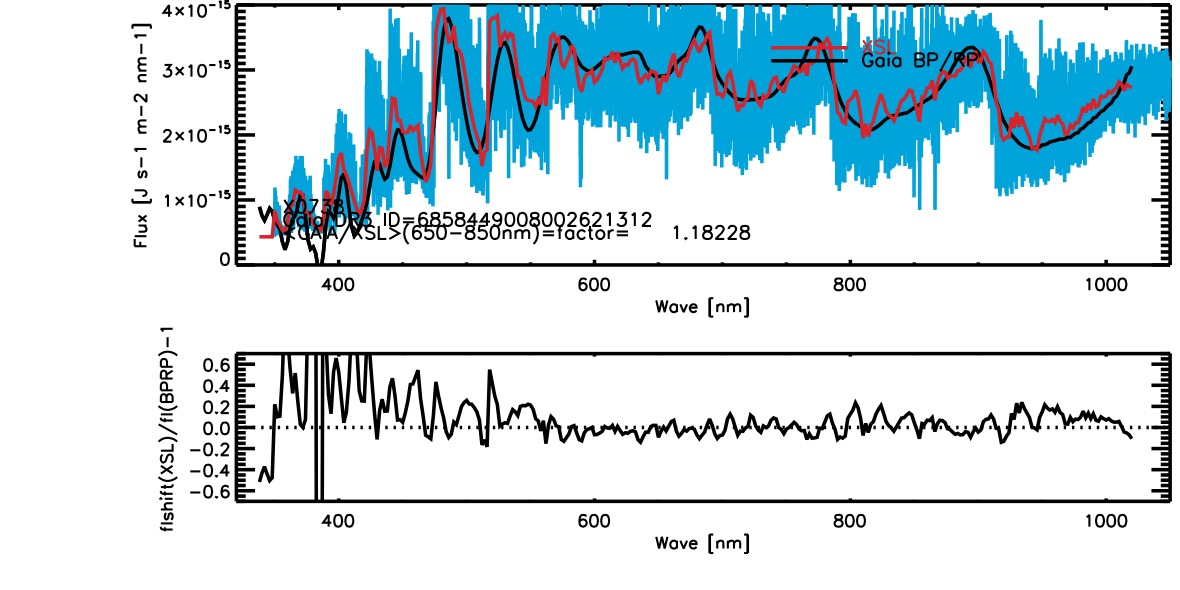 4×10−15
3×10−15
2×10−15
1×10−15
0
Flux [J s−1 m−2 nm−1]
XSL
Gaia BP/RP
X0738
Gaia DR3 ID=6858449008002621312
<GAIA/XSL>(650−850nm)=factor= 1.18228
400 600 800 1000
Wave [nm]
0.6
0.4
0.2
0.0
−0.2
−0.4
−0.6
flshift(XSL)/fl(BPRP)−1
400 600 800 1000
Wave [nm]